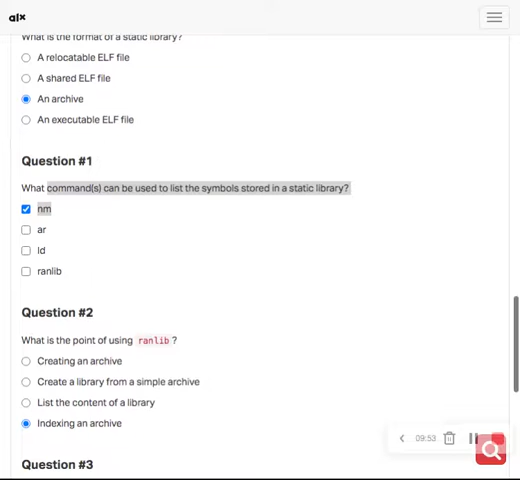 alx
What is the format of a static library?
A relocatable ELF file
A shared ELF file
An archive
An executable ELF file
Question #1
What command(s) can be used to list the symbols stored in a static library?
nm
ar
ld
ranlib
Question #2
What is the point of using ranlib ?
Creating an archive
Create a library from a simple archive
List the content of a library
Indexing an archive
09:53
Question #3